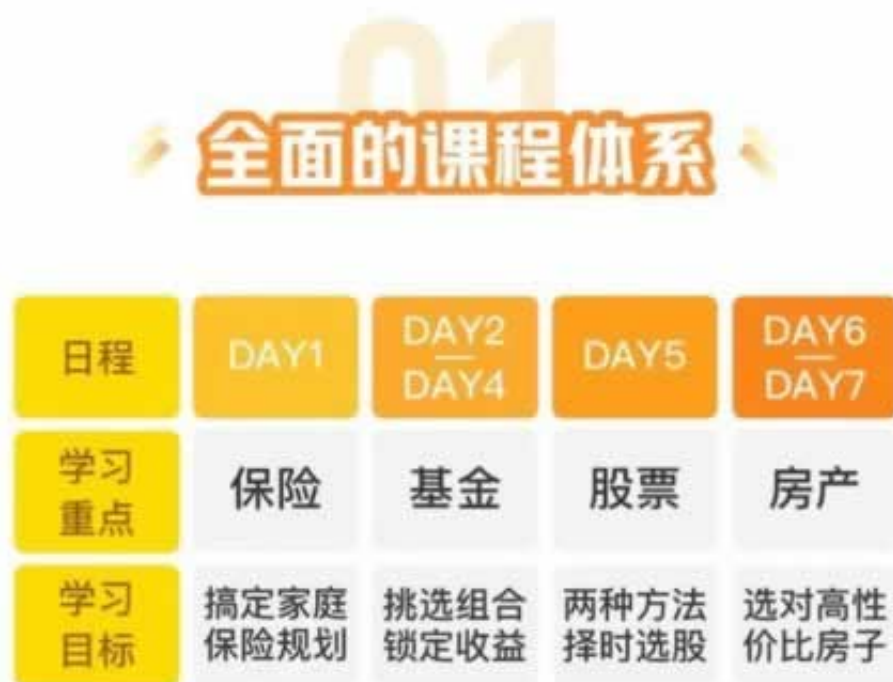 01
全面的课程体系
日程
DAY1
DAY2
—
DAY4
DAY5
DAY6
—
DAY7
学习
重点
保险
基金
股票
房产
学习
目标
搞定家庭
保险规划
挑选组合
锁定收益
两种方法
择时选股
选对高性
价比房子